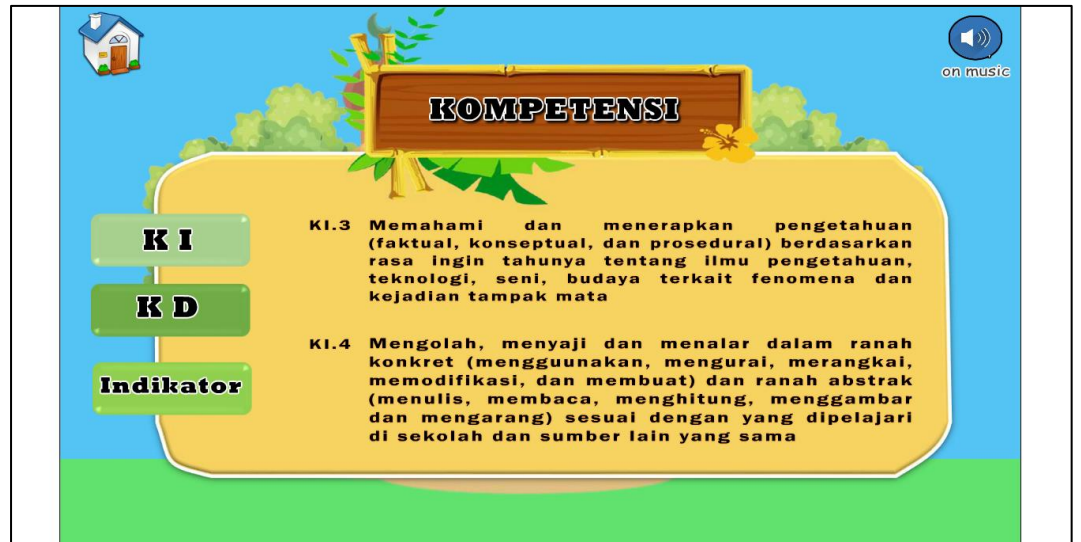 on music
KOMPETENSI
K I
K D
Indikator
KI.3 Memahami dan menerapkan pengetahuan
(faktual, konseptual, dan prosedural) berdasarkan
rasa ingin tahunya tentang ilmu pengetahuan,
teknologi, seni, budaya terkait fenomena dan
kejadian tampak mata
KI.4 Mengolah, menyaji dan menalar dalam ranah
konkret (mengguunakan, mengurai, merangkai,
memodifikasi, dan membuat) dan ranah abstrak
(menulis, membaca, menghitung, menggambar
dan mengarang) sesuai dengan yang dipelajari
di sekolah dan sumber lain yang sama